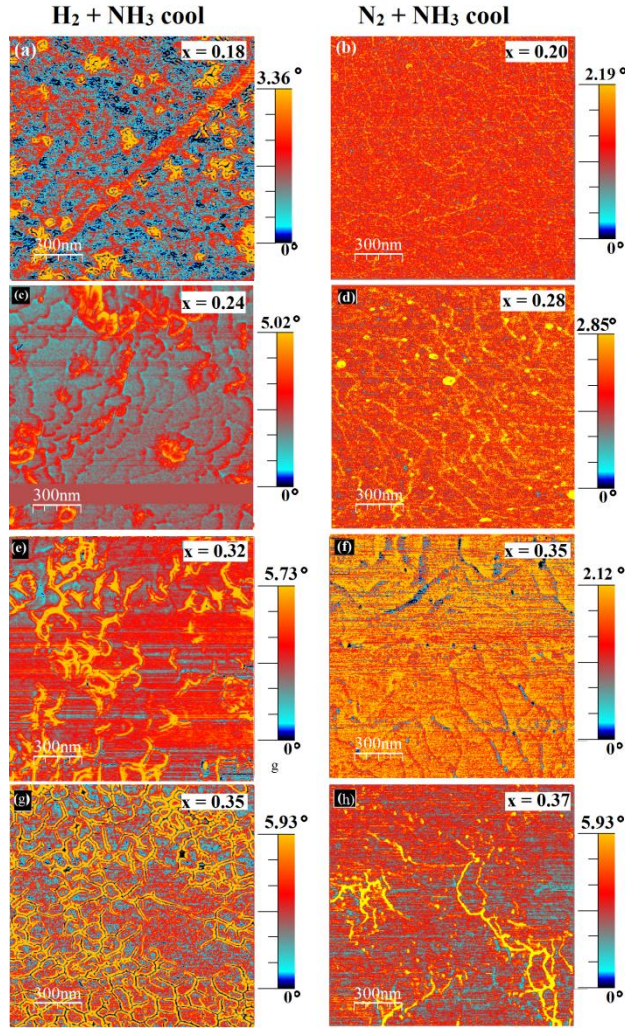 H₂ + NH₃ cool N₂ + NH₃ cool
(a) x = 0.18 3.36° (b) x = 0.20 2.19°
300nm 0° 300nm 0°
(c) x = 0.24 5.02° (d) x = 0.28 2.85°
300nm 0° 300nm 0°
(e) x = 0.32 5.73° (f) x = 0.35 2.12°
300nm 0° 300nm 0°
g
(g) x = 0.35 5.93° (h) x = 0.37 5.93°
300nm 0° 300nm 0°